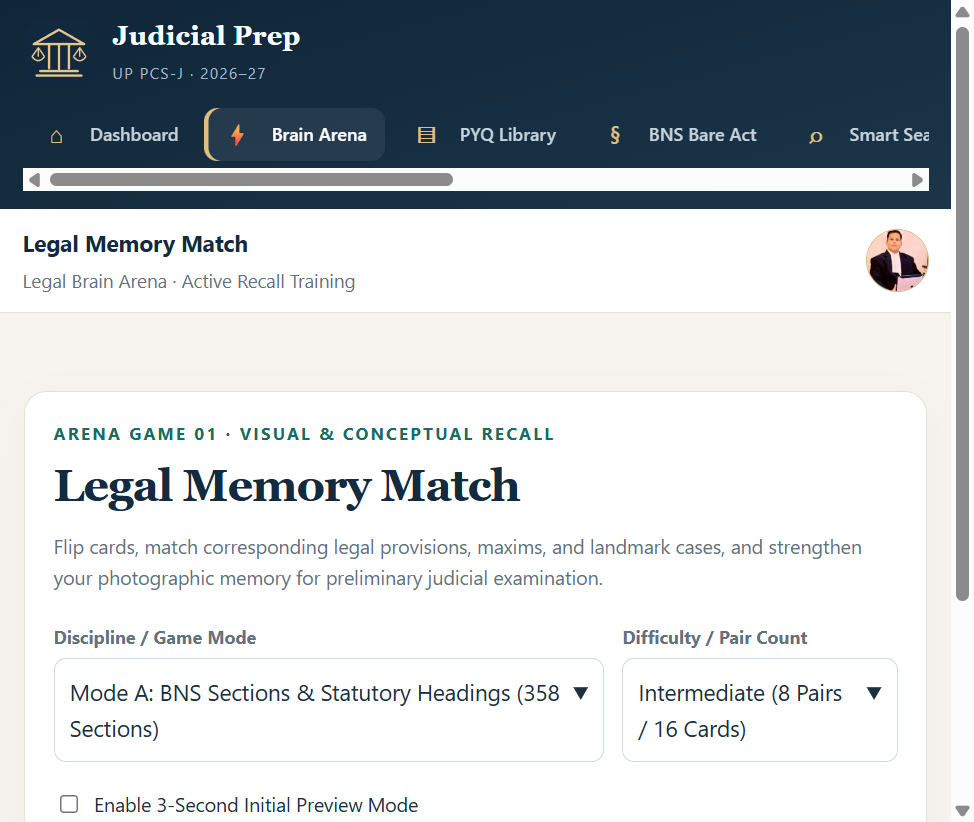 Judicial Prep
UP PCS-J · 2026–27
Dashboard
Brain Arena
PYQ Library
§ BNS Bare Act
Smart Sea
Legal Memory Match
Legal Brain Arena · Active Recall Training
ARENA GAME 01 · VISUAL & CONCEPTUAL RECALL
Legal Memory Match
Flip cards, match corresponding legal provisions, maxims, and landmark cases, and strengthen
your photographic memory for preliminary judicial examination.
Discipline / Game Mode
Mode A: BNS Sections & Statutory Headings (358
Sections)
Difficulty / Pair Count
Intermediate (8 Pairs
/ 16 Cards)
Enable 3-Second Initial Preview Mode